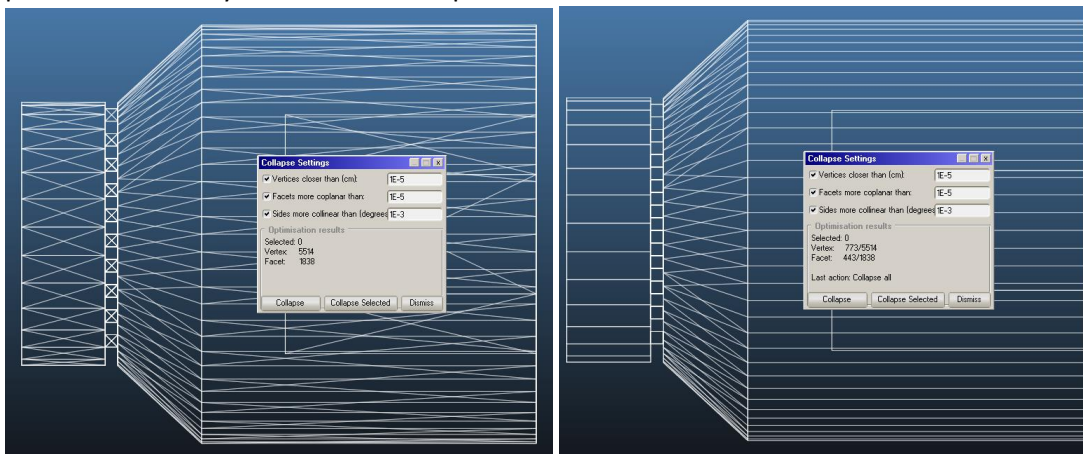 Collapse Settings
Vertices closer than (cm): 1E-5
Facets more coplanar than: 1E-5
Sides more collinear than (degrees 1E-3
Optimisation results
Selected: 0
Vertex: 5514
Facet: 1838
Collapse Collapse Selected Dismiss
Collapse Settings
Vertices closer than (cm): 1E-5
Facets more coplanar than: 1E-5
Sides more collinear than (degrees 1E-3
Optimisation results
Selected: 0
Vertex: 773/5514
Facet: 443/1838
Last action: Collapse all
Collapse Collapse Selected Dismiss